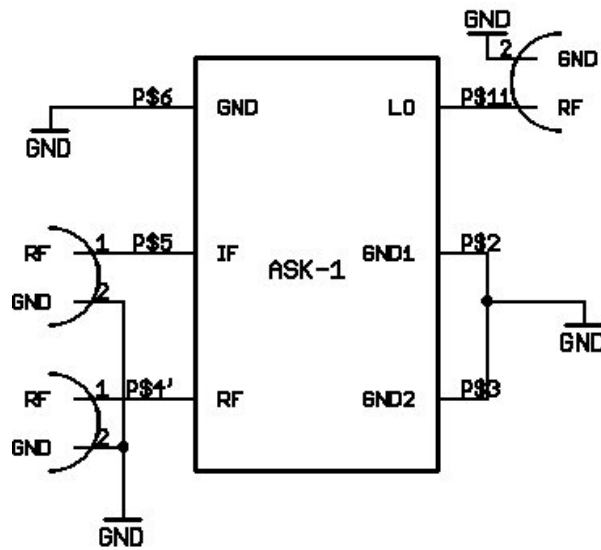 GND
2
GND
P$6
GND
LO
P$11
RF
GND
RF
1
P$5
IF
ASK-1
GND1
P$2
GND
2
GND
RF
1
P$4'
RF
GND2
P$3
GND
2
GND